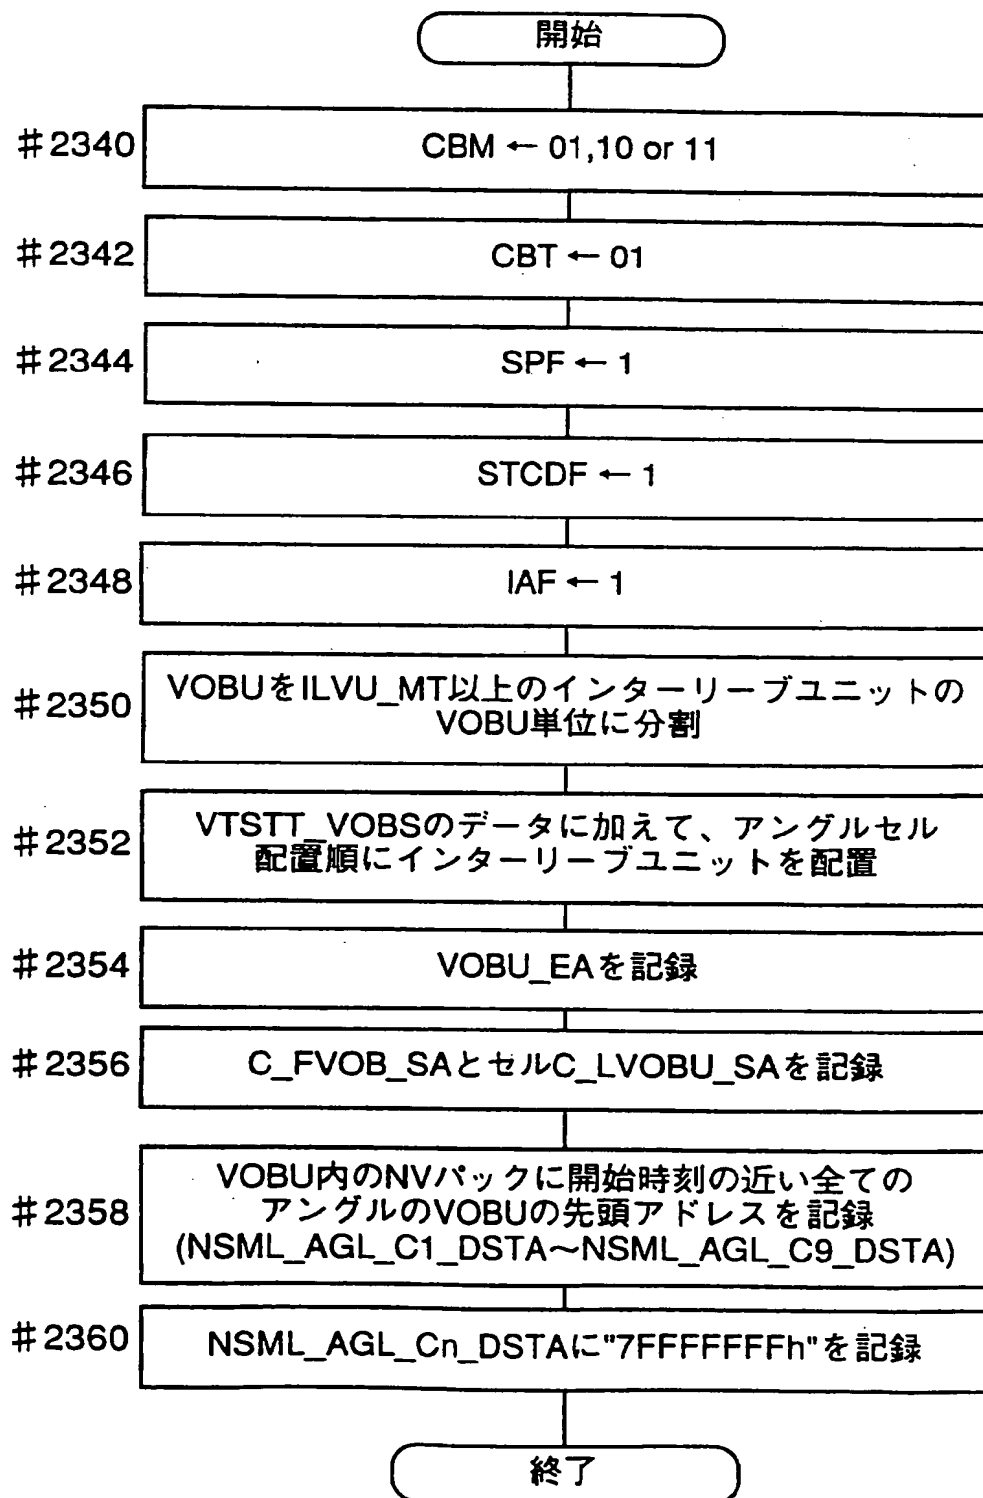 開始
#2340
CBM ← 01,10 or 11
#2342
CBT ← 01
#2344
SPF ← 1
#2346
STCDF ← 1
#2348
IAF ← 1
#2350
VOBUをILVU_MT以上のインターリーブユニットの
VOBU単位に分割
#2352
VTSTT_VOBSのデータに加えて、アングルセル
配置順にインターリーブユニットを配置
#2354
VOBU_EAを記録
#2356
C_FVOB_SAとセルC_LVOBU_SAを記録
#2358
VOBU内のNVパックに開始時刻の近い全ての
アングルのVOBUの先頭アドレスを記録
(NSML_AGL_C1_DSTA～NSML_AGL_C9_DSTA)
#2360
NSML_AGL_Cn_DSTAに"7FFFFFFFh"を記録
終了